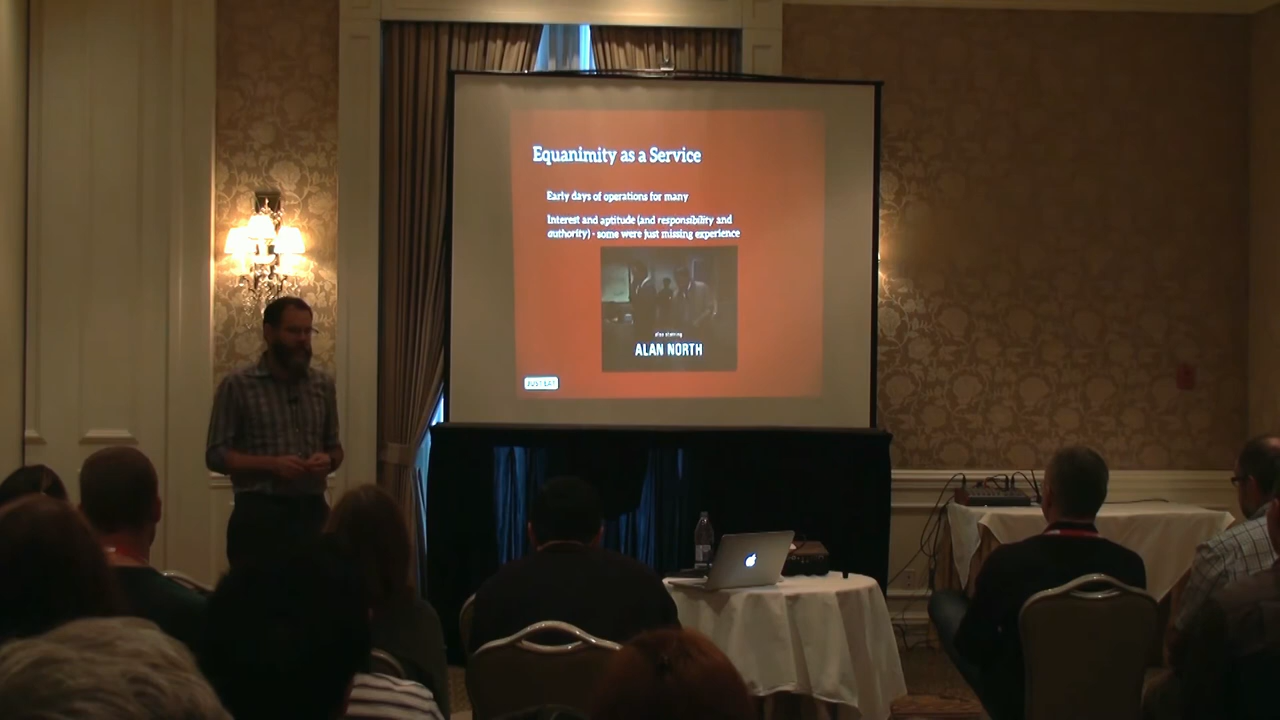 Equanimity as a Service
Early days of operations for many
Interest and aptitude (and responsibility and
authority) - some were just missing experience
also starring
ALAN NORTH
JUST EAT